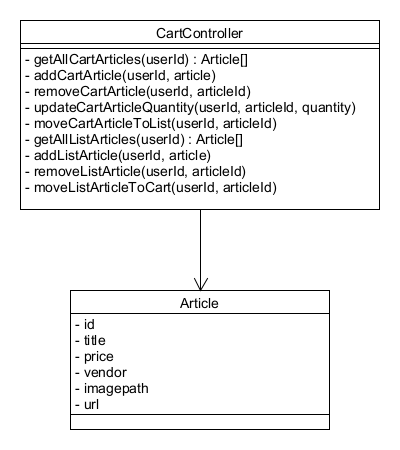 CartController
- getAllCartArticles(userId) : Article[]
- addCartArticle(userId, article)
- removeCartArticle(userId, articleId)
- updateCartArticleQuantity(userId, articleId, quantity)
- moveCartArticleToList(userId, articleId)
- getAllListArticles(userId) : Article[]
- addListArticle(userId, article)
- removeListArticle(userId, articleId)
- moveListArticleToCart(userId, articleId)
Article
- id
- title
- price
- vendor
- imagepath
- url